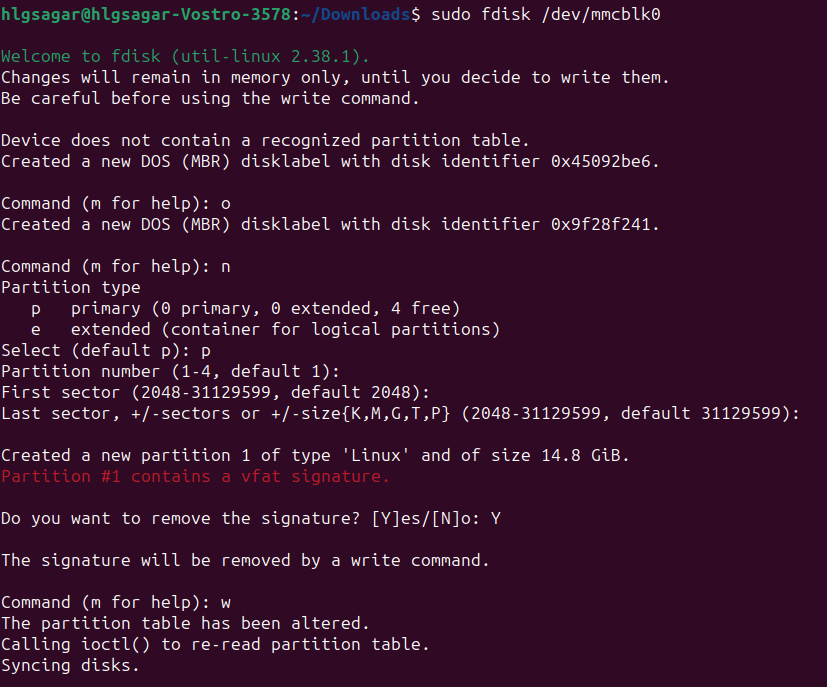 hlgsagar@hlgsagar-Vostro-3578:~/Downloads$ sudo fdisk /dev/mmcblk0
Welcome to fdisk (util-linux 2.38.1).
Changes will remain in memory only, until you decide to write them.
Be careful before using the write command.
Device does not contain a recognized partition table.
Created a new DOS (MBR) disklabel with disk identifier 0x45092be6.
Command (m for help): o
Created a new DOS (MBR) disklabel with disk identifier 0x9f28f241.
Command (m for help): n
Partition type
   p   primary (0 primary, 0 extended, 4 free)
   e   extended (container for logical partitions)
Select (default p): p
Partition number (1-4, default 1):
First sector (2048-31129599, default 2048):
Last sector, +/-sectors or +/-size{K,M,G,T,P} (2048-31129599, default 31129599):
Created a new partition 1 of type 'Linux' and of size 14.8 GiB.
Partition #1 contains a vfat signature.
Do you want to remove the signature? [Y]es/[N]o: Y
The signature will be removed by a write command.
Command (m for help): w
The partition table has been altered.
Calling ioctl() to re-read partition table.
Syncing disks.